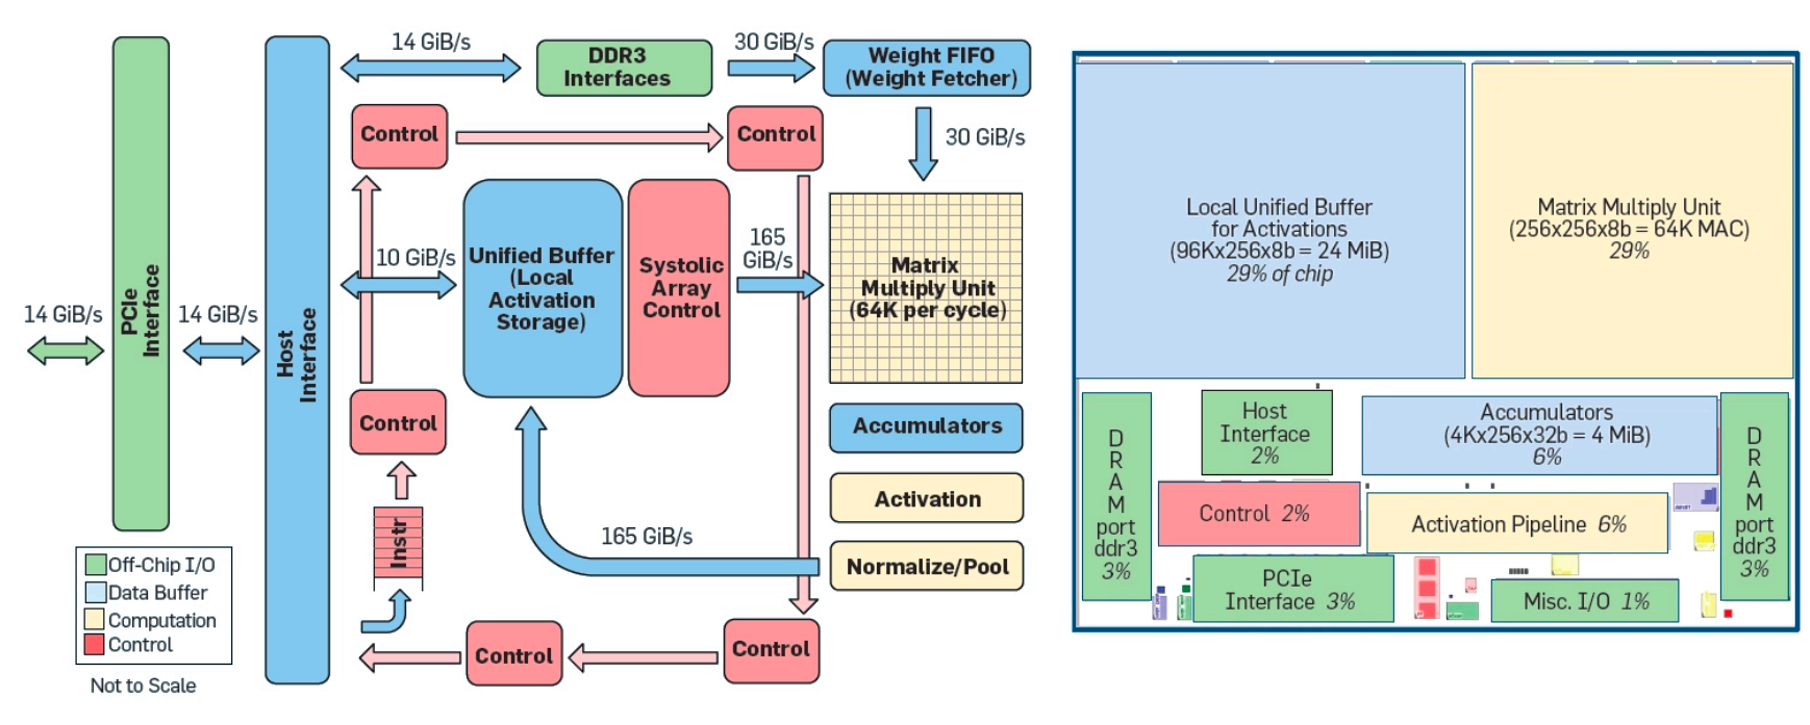 14 GiB/s
PCIe
Interface
14 GiB/s
Host
Interface
14 GiB/s
DDR3
Interfaces
30 GiB/s
Weight FIFO
(Weight Fetcher)
30 GiB/s
Control
Control
10 GiB/s
Unified Buffer
(Local
Activation
Storage)
Systolic
Array
Control
165
GiB/s
Matrix
Multiply Unit
(64K per cycle)
Control
Accumulators
Activation
Instr
165 GiB/s
Normalize/Pool
Control
Control
Off-Chip I/O
Data Buffer
Computation
Control
Not to Scale
Local Unified Buffer
for Activations
(96Kx256x8b = 24 MiB)
29% of chip
Matrix Multiply Unit
(256x256x8b = 64K MAC)
29%
D
R
A
M
port
ddr3
3%
Host
Interface
2%
Accumulators
(4Kx256x32b = 4 MiB)
6%
Control 2%
Activation Pipeline 6%
PCIe
Interface 3%
Misc. I/O 1%
D
R
A
M
port
ddr3
3%